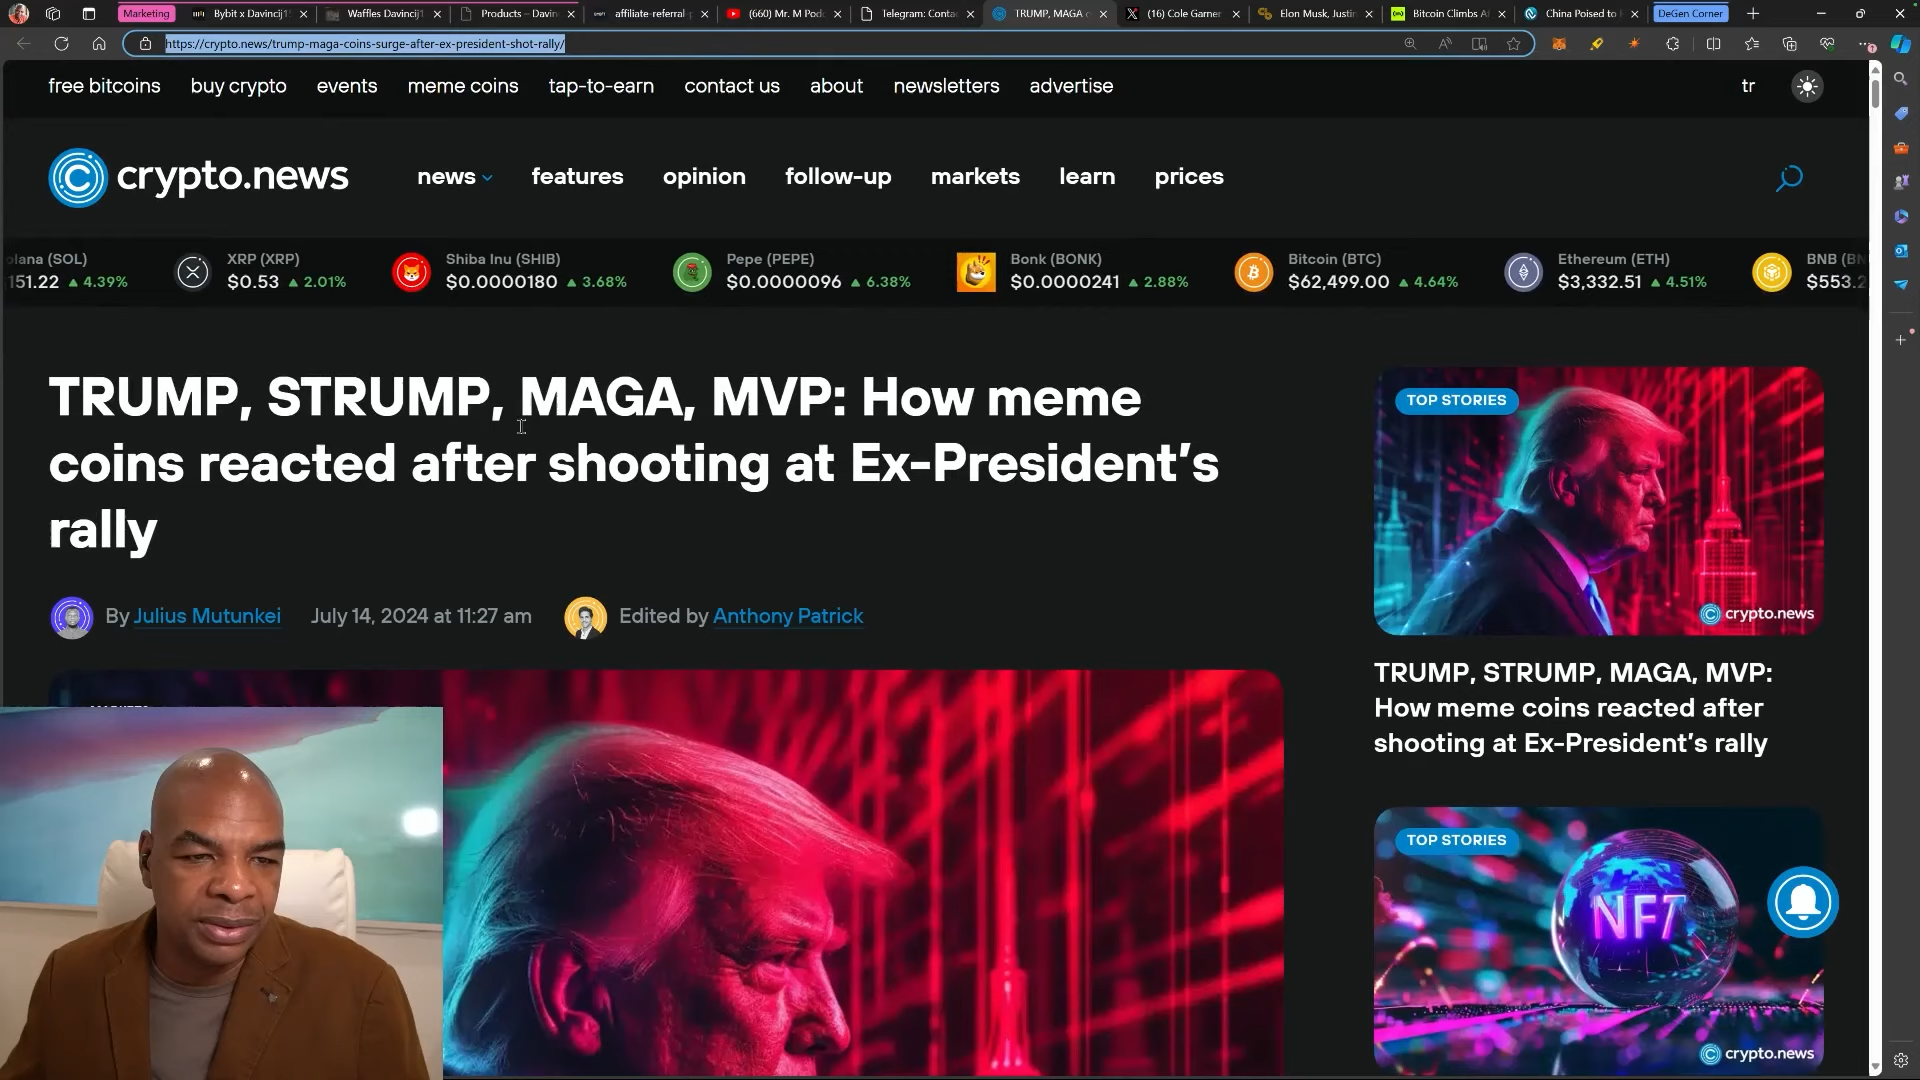 Marketing
Bybit x Davincij1
Waffles Davincij1
Products – Davin
affiliate-referral
(660) Mr. M Pod
Telegram: Conta
TRUMP, MAGA
(16) Cole Garner
Elon Musk, Justin
Bitcoin Climbs
China Poised to
DeGen Corner
https://crypto.news/trump-maga-coins-surge-after-ex-president-shot-rally/
free bitcoins buy crypto events meme coins tap-to-earn contact us about newsletters advertise tr
crypto.news news features opinion follow-up markets learn prices
olana (SOL) XRP (XRP) Shiba Inu (SHIB) Pepe (PEPE) Bonk (BONK) Bitcoin (BTC) Ethereum (ETH) BNB (BN
151.22 ▲ 4.39% $0.53 ▲ 2.01% $0.0000180 ▲ 3.68% $0.0000096 ▲ 6.38% $0.0000241 ▲ 2.88% $62,499.00 ▲ 4.64% $3,332.51 ▲ 4.51% $553.2
TRUMP, STRUMP, MAGA, MVP: How meme
coins reacted after shooting at Ex-President's
rally
By Julius Mutunkei July 14, 2024 at 11:27 am Edited by Anthony Patrick
TOP STORIES
crypto.news
TRUMP, STRUMP, MAGA, MVP:
How meme coins reacted after
shooting at Ex-President's rally
TOP STORIES
NFT
crypto.news